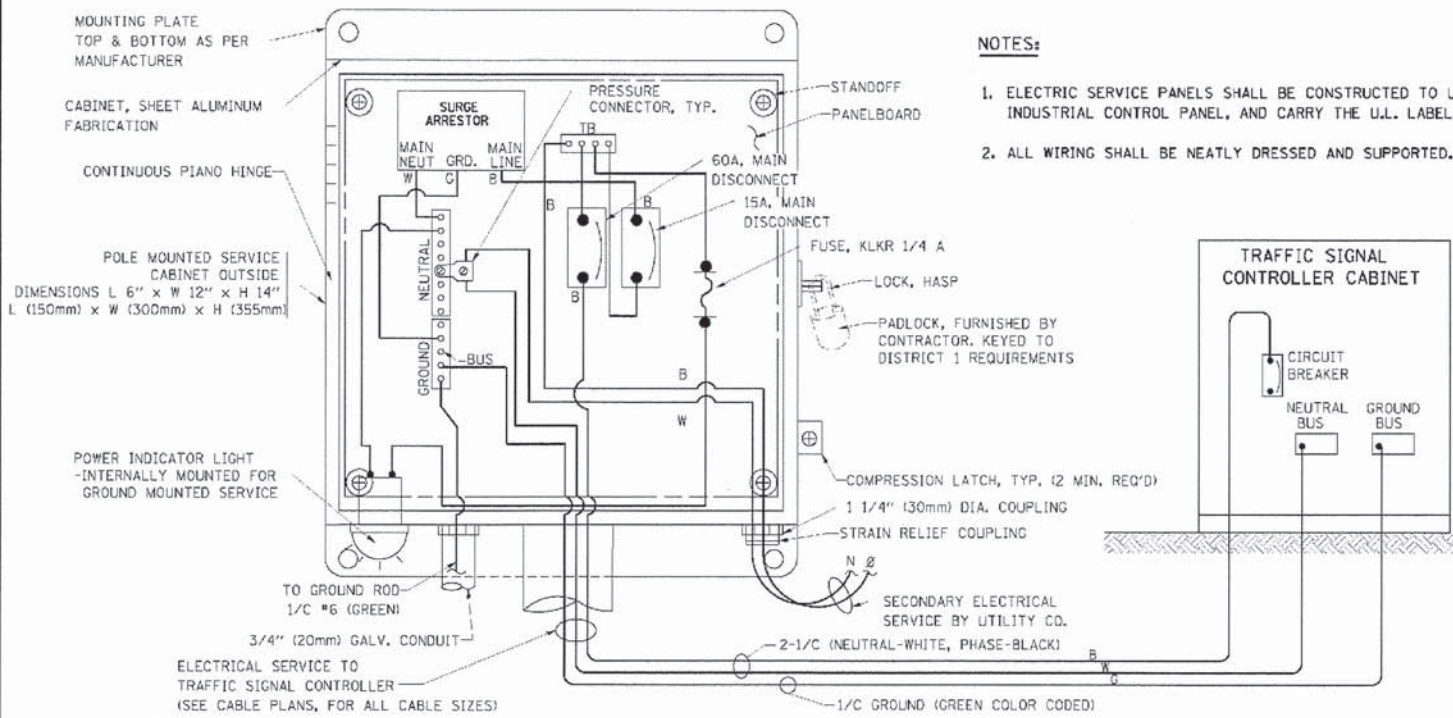 MOUNTING PLATE
TOP & BOTTOM AS PER
MANUFACTURER
CABINET, SHEET ALUMINUM
FABRICATION
CONTINUOUS PIANO HINGE
POLE MOUNTED SERVICE
CABINET OUTSIDE
DIMENSIONS L 6" x W 12" x H 14"
L (150mm) x W (300mm) x H (355mm)
POWER INDICATOR LIGHT
-INTERNALLY MOUNTED FOR
GROUND MOUNTED SERVICE
TO GROUND ROD
1/C #6 (GREEN)
3/4" (20mm) GALV. CONDUIT
ELECTRICAL SERVICE TO
TRAFFIC SIGNAL CONTROLLER
(SEE CABLE PLANS, FOR ALL CABLE SIZES)
SURGE
ARRESTOR
MAIN
NEUT
GRD.
MAIN
LINE
W
G
B
PRESSURE
CONNECTOR, TYP.
TB
60A, MAIN
DISCONNECT
15A, MAIN
DISCONNECT
B
B
B
NEUTRAL
GROUND
-BUS
FUSE, KLKR 1/4 A
B
W
STANDOFF
PANELBOARD
LOCK, HASP
PADLOCK, FURNISHED BY
CONTRACTOR. KEYED TO
DISTRICT 1 REQUIREMENTS
COMPRESSION LATCH, TYP. (2 MIN. REQ'D)
1 1/4" (30mm) DIA. COUPLING
STRAIN RELIEF COUPLING
N Ø
SECONDARY ELECTRICAL
SERVICE BY UTILITY CO.
2-1/C (NEUTRAL-WHITE, PHASE-BLACK)
B
W
G
1/C GROUND (GREEN COLOR CODED)
NOTES:
1. ELECTRIC SERVICE PANELS SHALL BE CONSTRUCTED TO
INDUSTRIAL CONTROL PANEL, AND CARRY THE U.L. LABEL
2. ALL WIRING SHALL BE NEATLY DRESSED AND SUPPORTED.
TRAFFIC SIGNAL
CONTROLLER CABINET
CIRCUIT
BREAKER
NEUTRAL
BUS
GROUND
BUS